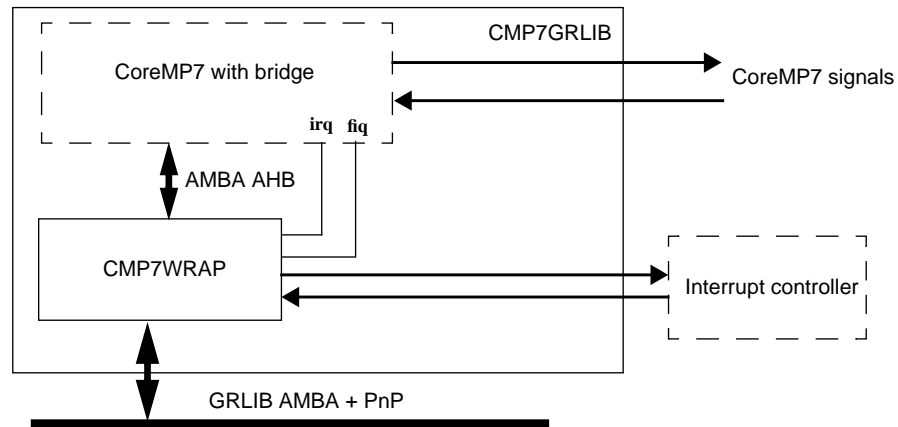 CMP7GRLIB
CoreMP7 with bridge
CoreMP7 signals
irq fiq
AMBA AHB
CMP7WRAP
Interrupt controller
GRLIB AMBA + PnP